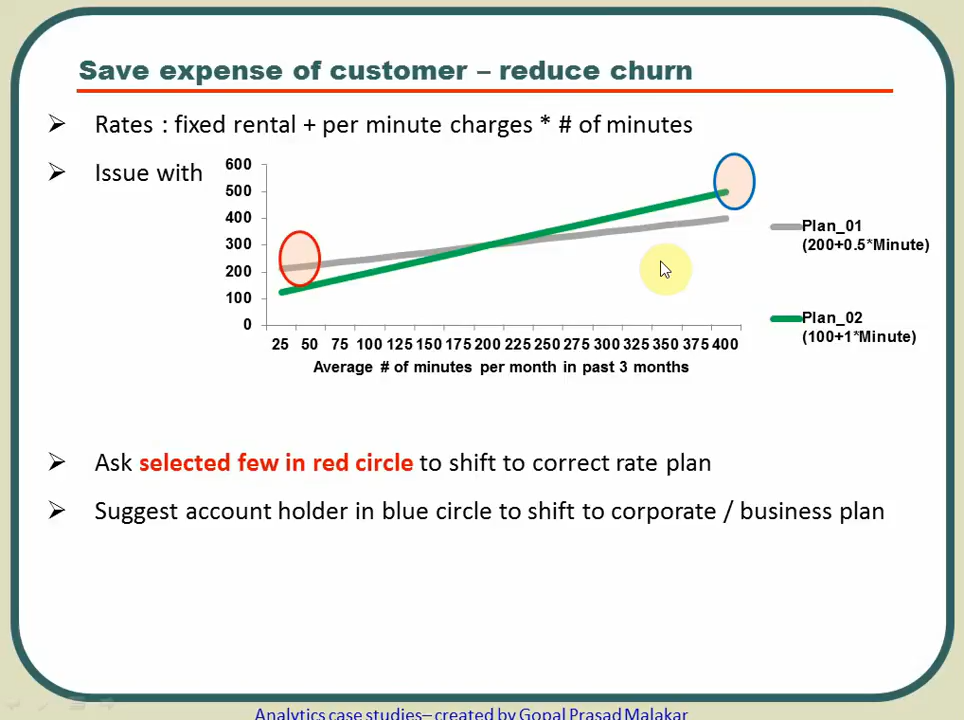 Save expense of customer – reduce churn
Rates : fixed rental + per minute charges * # of minutes
Issue with
600
500
400
300
200
100
0
25 50 75 100 125 150 175 200 225 250 275 300 325 350 375 400
Average # of minutes per month in past 3 months
Plan_01
(200+0.5*Minute)
Plan_02
(100+1*Minute)
Ask selected few in red circle to shift to correct rate plan
Suggest account holder in blue circle to shift to corporate / business plan
Analytics case studies– created by Gopal Prasad Malakar